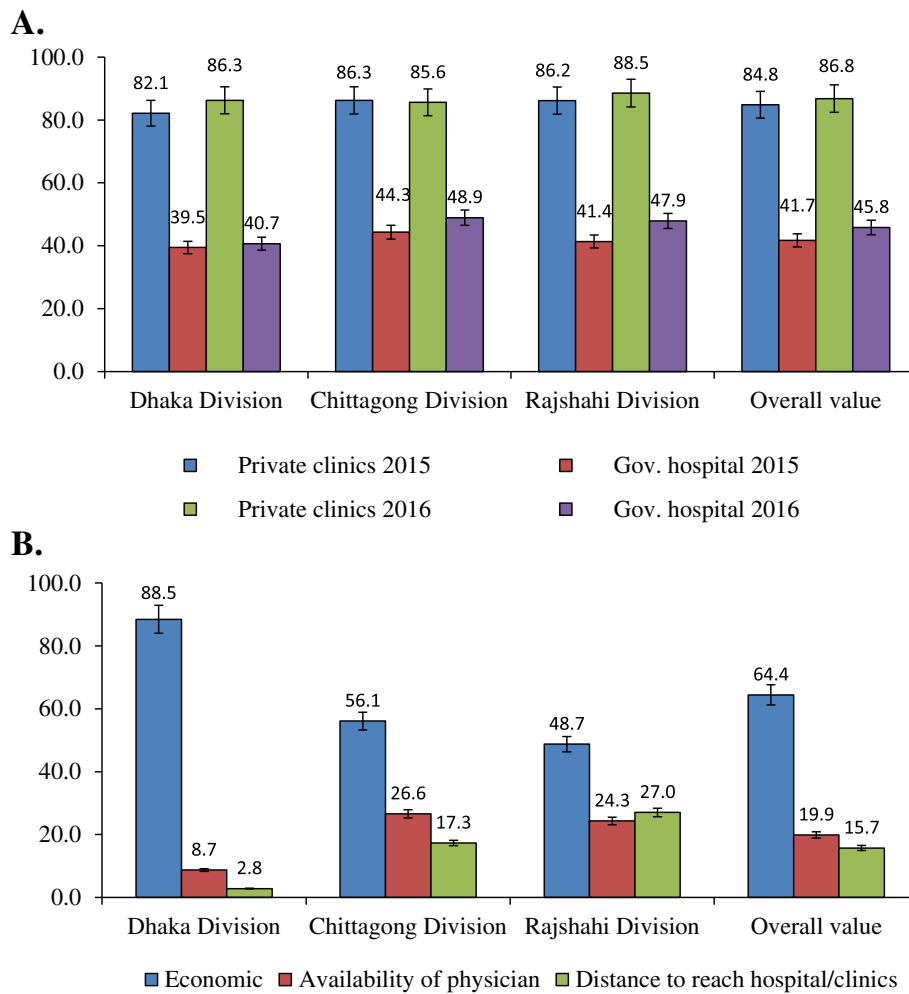 A.
100.0
80.0
60.0
40.0
20.0
0.0
82.1 39.5 86.3 40.7
86.3 44.3 85.6 48.9
86.2 41.4 88.5 47.9
84.8 41.7 86.8 45.8
Dhaka Division Chittagong Division Rajshahi Division Overall value
Private clinics 2015 Gov. hospital 2015
Private clinics 2016 Gov. hospital 2016
B.
100.0
80.0
60.0
40.0
20.0
0.0
88.5 8.7 2.8
56.1 26.6 17.3
48.7 24.3 27.0
64.4 19.9 15.7
Dhaka Division Chittagong Division Rajshahi Division Overall value
Economic Availability of physician Distance to reach hospital/clinics